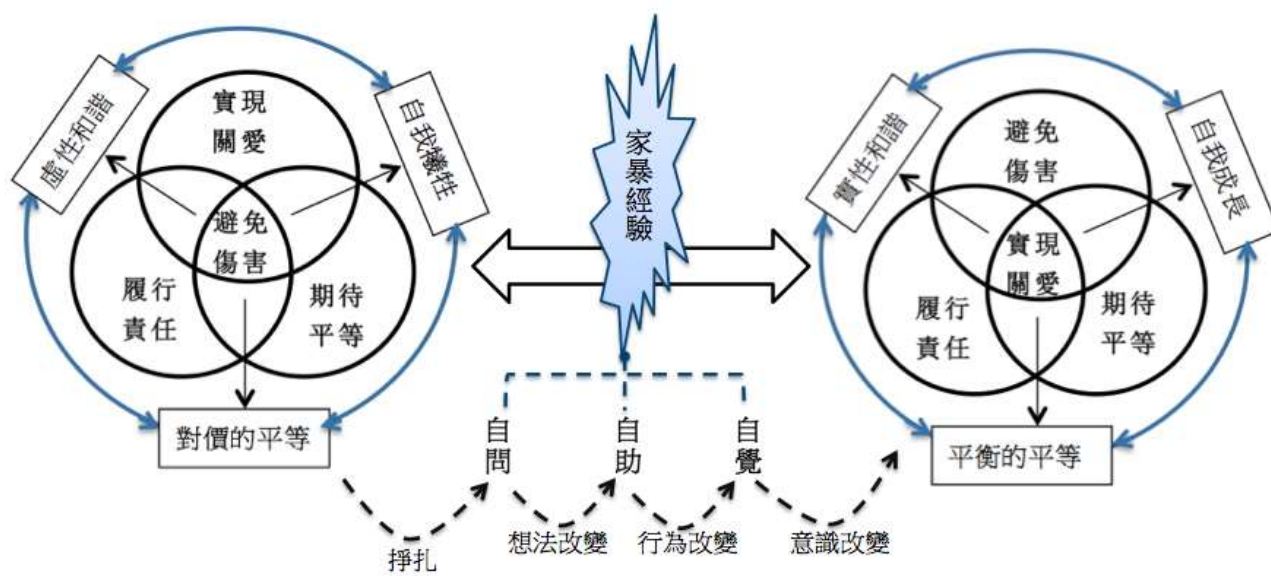 實現
關愛
虛性和諧
自我犧牲
避免
傷害
履行
責任
期待
平等
對價的平等
家暴經驗
避免
傷害
實性和諧
自我成長
實現
關愛
履行
責任
期待
平等
平衡的平等
自問
自助
自覺
掙扎
想法改變
行為改變
意識改變